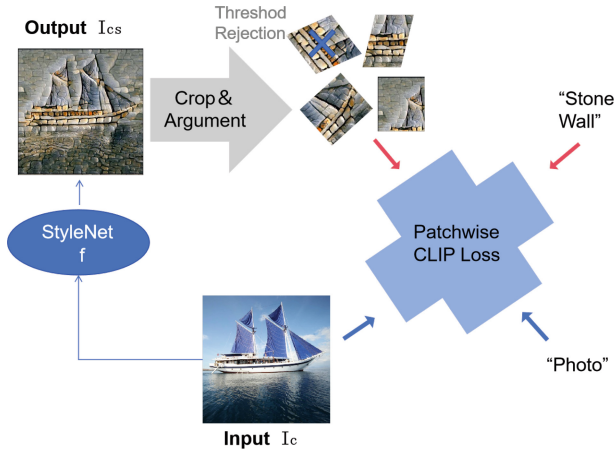 Output Ics
Threshod
Rejection
Crop &
Argument
“Stone
Wall”
StyleNet
f
Patchwise
CLIP Loss
“Photo”
Input Ic